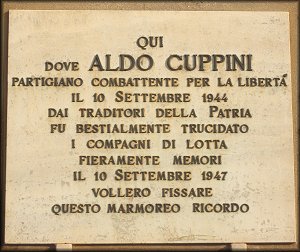 QUI
DOVE ALDO CUPPINI
PARTIGIANO COMBATTENTE PER LA LIBERTÁ
IL 10 SETTEMBRE 1944
DAI TRADITORI DELLA PATRIA
FU BESTIALMENTE TRUCIDATO
I COMPAGNI DI LOTTA
FIERAMENTE MEMORI
IL 10 SETTEMBRE 1947
VOLLERO FISSARE
QUESTO MARMOREO RICORDO